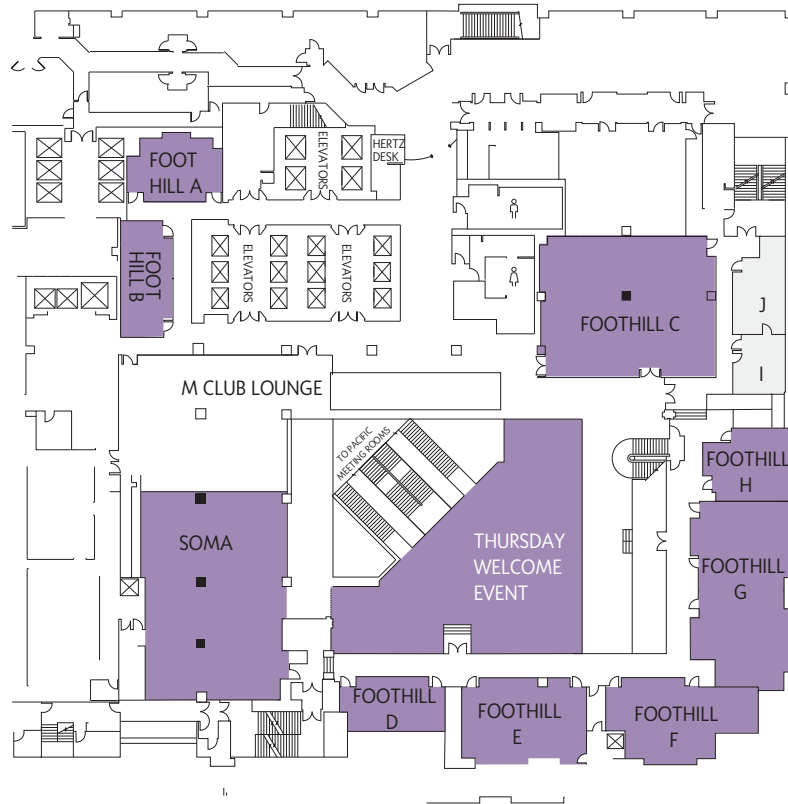 FOOT
HILL A
ELEVATORS
HERTZ
DESK
FOOT
HILL B
ELEVATORS
ELEVATORS
FOOTHILL C
J
I
M CLUB LOUNGE
TO PACIFIC
MEETING ROOMS
FOOTHILL
H
SOMA
THURSDAY
WELCOME
EVENT
FOOTHILL
G
FOOTHILL
D
FOOTHILL
E
FOOTHILL
F